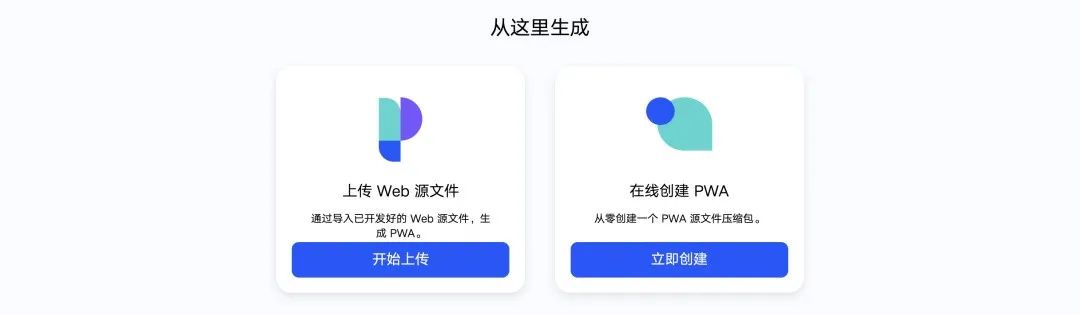 从这里生成
上传 Web 源文件
通过导入已开发好的 Web 源文件，生
成 PWA。
开始上传
在线创建 PWA
从零创建一个 PWA 源文件压缩包。
立即创建